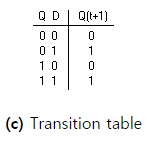 Q D Q(t+1)
0 0 0
0 1 1
1 0 0
1 1 1
(c) Transition table